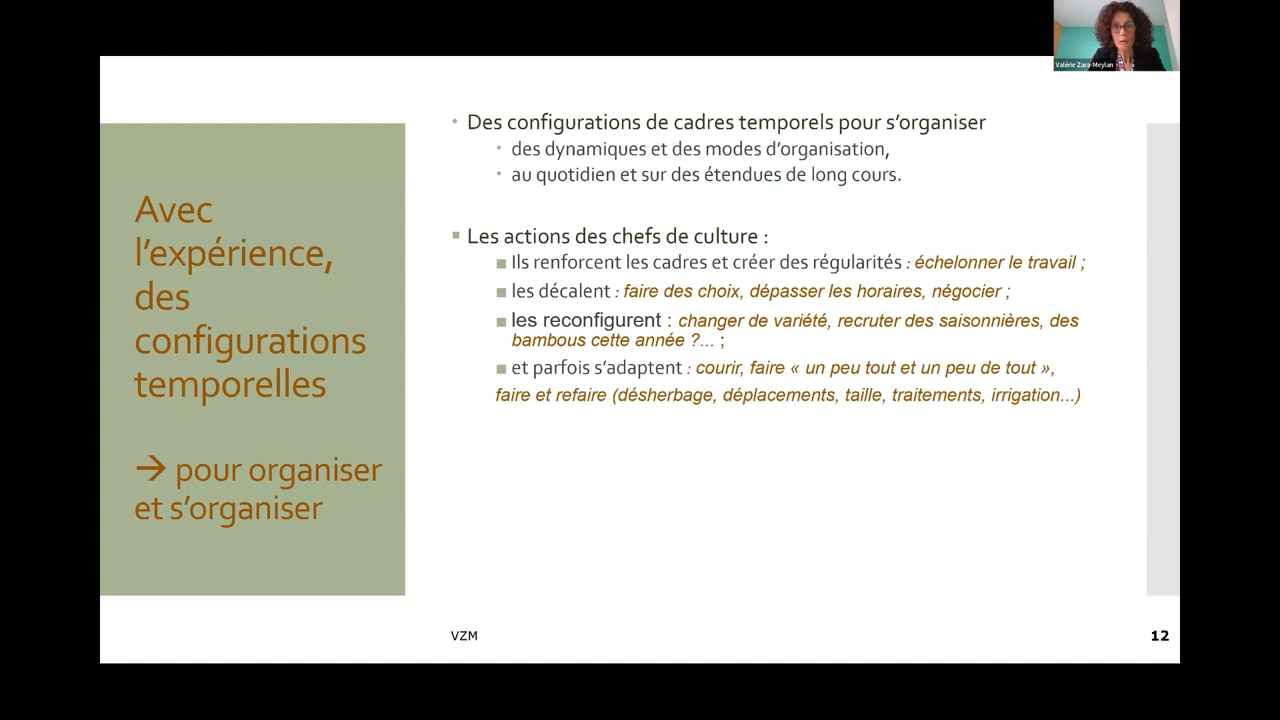 Valérie Zara-Meylan
Avec
l'expérience,
des
configurations
temporelles
→ pour organiser
et s'organiser
• Des configurations de cadres temporels pour s'organiser
• des dynamiques et des modes d'organisation,
• au quotidien et sur des étendues de long cours.
■ Les actions des chefs de culture :
■ Ils renforcent les cadres et créer des régularités : échelonner le travail ;
■ les décalent : faire des choix, dépasser les horaires, négocier ;
■ les reconfigurent : changer de variété, recruter des saisonnières, des
bambous cette année ?... ;
■ et parfois s'adaptent : courir, faire « un peu tout et un peu de tout »,
faire et refaire (désherbage, déplacements, taille, traitements, irrigation...)
VZM
12